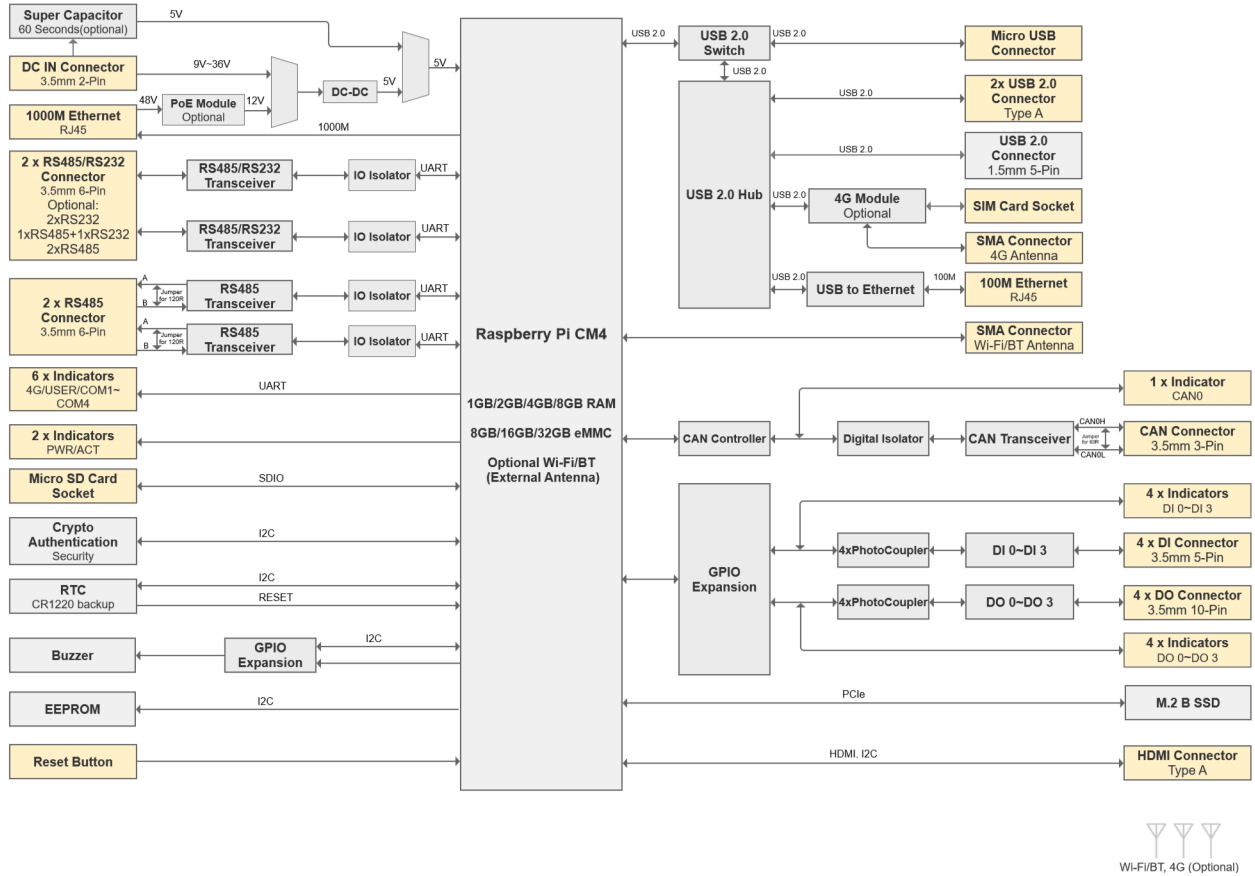 Super Capacitor
60 Seconds(optional)
5V
DC IN Connector
3.5mm 2-Pin
9V~36V
48V
PoE Module
Optional
12V
DC-DC
5V
5V
1000M Ethernet
RJ45
1000M
2 x RS485/RS232
Connector
3.5mm 6-Pin
Optional:
2xRS232
1xRS485+1xRS232
2xRS485
RS485/RS232
Transceiver
IO Isolator
UART
RS485/RS232
Transceiver
IO Isolator
UART
2 x RS485
Connector
3.5mm 6-Pin
A
Jumper
for 120R
B
RS485
Transceiver
IO Isolator
UART
A
Jumper
for 120R
B
RS485
Transceiver
IO Isolator
UART
6 x Indicators
4G/USER/COM1~
COM4
UART
2 x Indicators
PWR/ACT
Micro SD Card
Socket
SDIO
Crypto
Authentication
Security
I2C
RTC
CR1220 backup
I2C
RESET
Buzzer
GPIO
Expansion
I2C
EEPROM
I2C
Reset Button
Raspberry Pi CM4
1GB/2GB/4GB/8GB RAM
8GB/16GB/32GB eMMC
Optional Wi-Fi/BT
(External Antenna)
USB 2.0
USB 2.0
Switch
USB 2.0
Micro USB
Connector
USB 2.0
USB 2.0 Hub
USB 2.0
2x USB 2.0
Connector
Type A
USB 2.0
USB 2.0
Connector
1.5mm 5-Pin
USB 2.0
4G Module
Optional
SIM Card Socket
SMA Connector
4G Antenna
USB 2.0
USB to Ethernet
100M
100M Ethernet
RJ45
SMA Connector
Wi-Fi/BT Antenna
1 x Indicator
CAN0
CAN Controller
Digital Isolator
CAN Transceiver
CAN0H
Jumper
for 60R
CAN0L
CAN Connector
3.5mm 3-Pin
GPIO
Expansion
4 x Indicators
DI 0~DI 3
4xPhotoCoupler
DI 0~DI 3
4 x DI Connector
3.5mm 5-Pin
4xPhotoCoupler
DO 0~DO 3
4 x DO Connector
3.5mm 10-Pin
4 x Indicators
DO 0~DO 3
PCIe
M.2 B SSD
HDMI. I2C
HDMI Connector
Type A
Wi-Fi/BT, 4G (Optional)